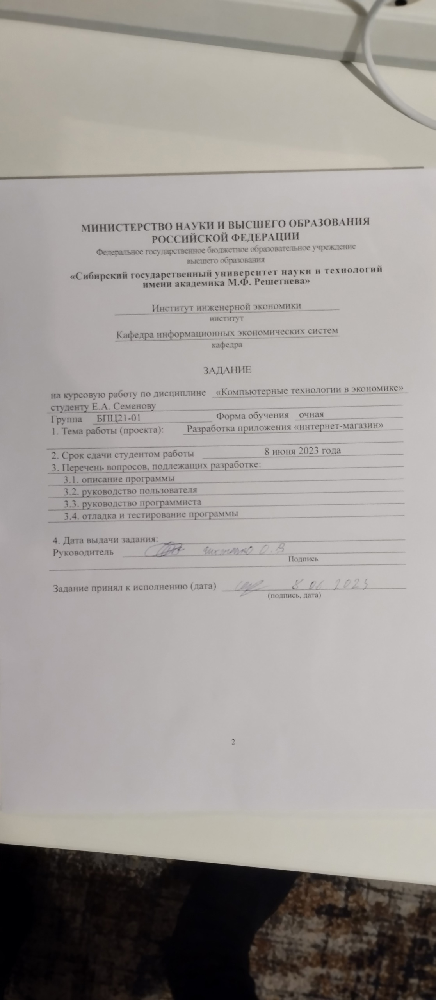 МИНИСТЕРСТВО НАУКИ И ВЫСШЕГО ОБРАЗОВАНИЯ
РОССИЙСКОЙ ФЕДЕРАЦИИ
Федеральное государственное бюджетное образовательное учреждение
высшего образования
«Сибирский государственный университет науки и технологий
имени академика М.Ф. Решетнева»
Институт инженерной экономики
институт
Кафедра информационных экономических систем
кафедра
ЗАДАНИЕ
на курсовую работу по дисциплине «Компьютерные технологии в экономике»
студенту Е.А. Семенову
Группа БПЦ21-01 Форма обучения очная
1. Тема работы (проекта): Разработка приложения «интернет-магазин»
2. Срок сдачи студентом работы 8 июня 2023 года
3. Перечень вопросов, подлежащих разработке:
3.1. описание программы
3.2. руководство пользователя
3.3. руководство программиста
3.4. отладка и тестирование программы
4. Дата выдачи задания:
Руководитель О.В
Подпись
Задание принял к исполнению (дата) 8 06 2023
(подпись, дата)
2